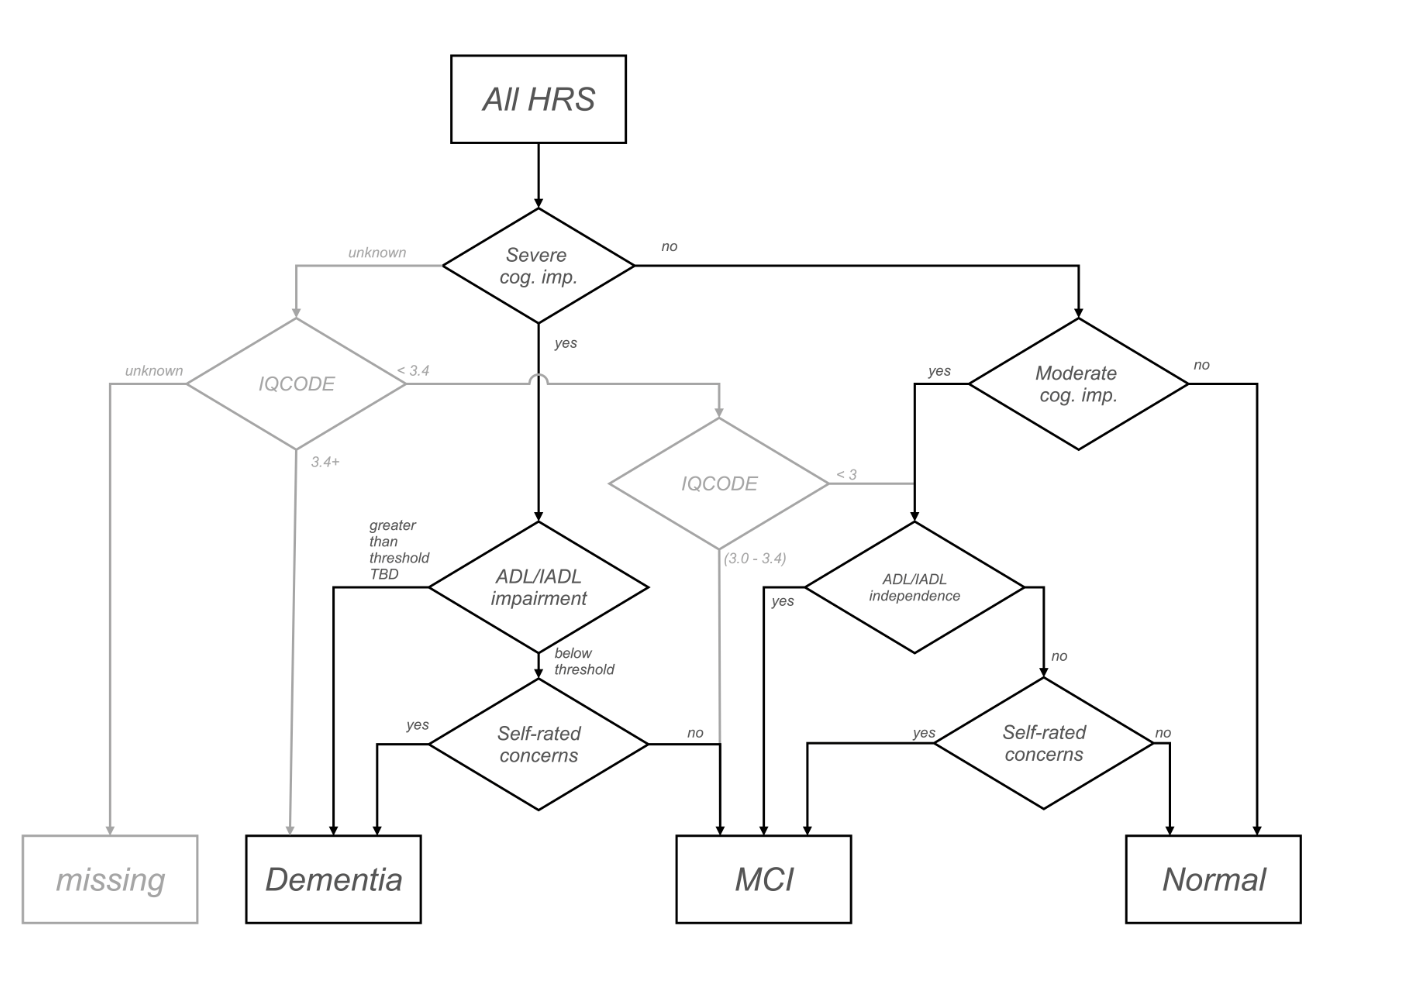 All HRS
Severe
cog. imp.
unknown
no
yes
IQCODE
unknown
< 3.4
3.4+
Moderate
cog. imp.
yes
no
IQCODE
< 3
(3.0 - 3.4)
greater
than
threshold
TBD
ADL/IADL
impairment
below
threshold
ADL/IADL
independence
yes
no
Self-rated
concerns
yes
no
Self-rated
concerns
yes
no
missing
Dementia
MCI
Normal